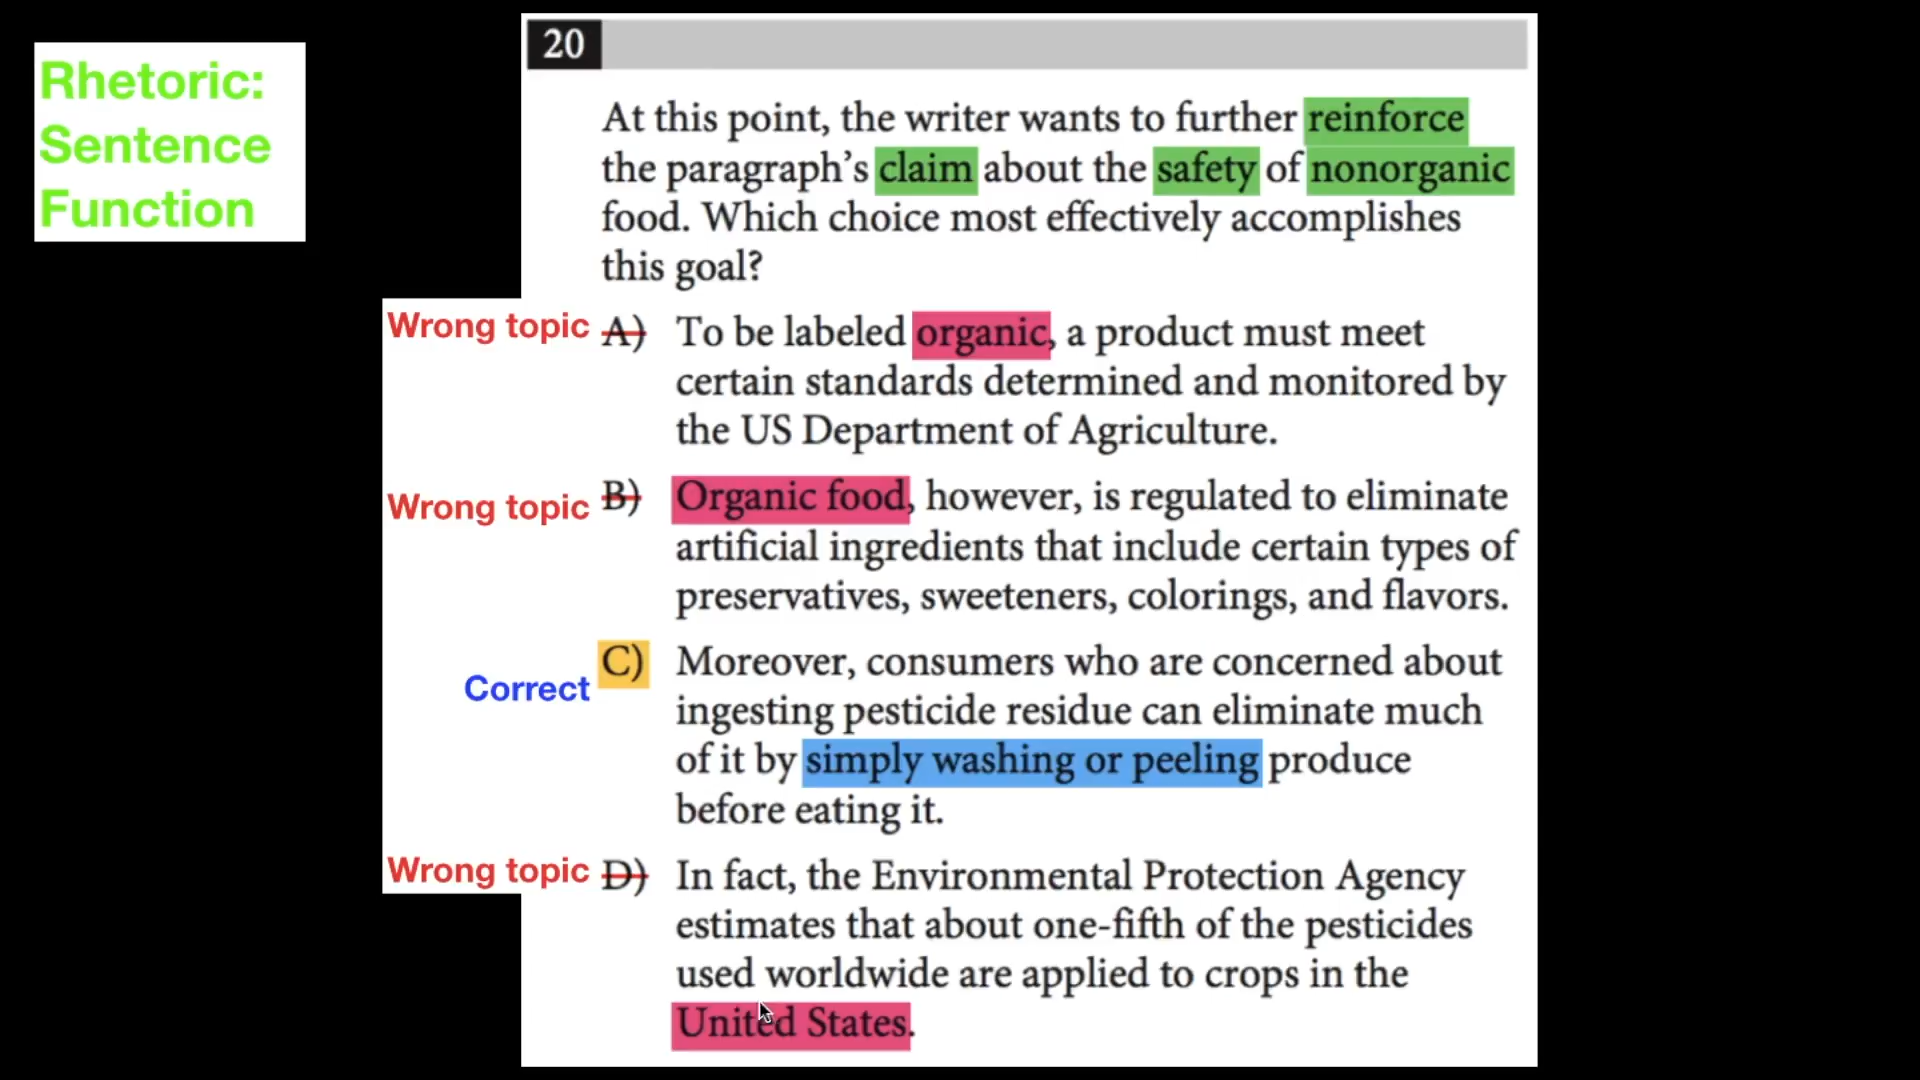 Rhetoric:
Sentence
Function
20
At this point, the writer wants to further reinforce
the paragraph’s claim about the safety of nonorganic
food. Which choice most effectively accomplishes
this goal?
Wrong topic A) To be labeled organic, a product must meet
certain standards determined and monitored by
the US Department of Agriculture.
Wrong topic B) Organic food, however, is regulated to eliminate
artificial ingredients that include certain types of
preservatives, sweeteners, colorings, and flavors.
Correct C) Moreover, consumers who are concerned about
ingesting pesticide residue can eliminate much
of it by simply washing or peeling produce
before eating it.
Wrong topic D) In fact, the Environmental Protection Agency
estimates that about one-fifth of the pesticides
used worldwide are applied to crops in the
United States.